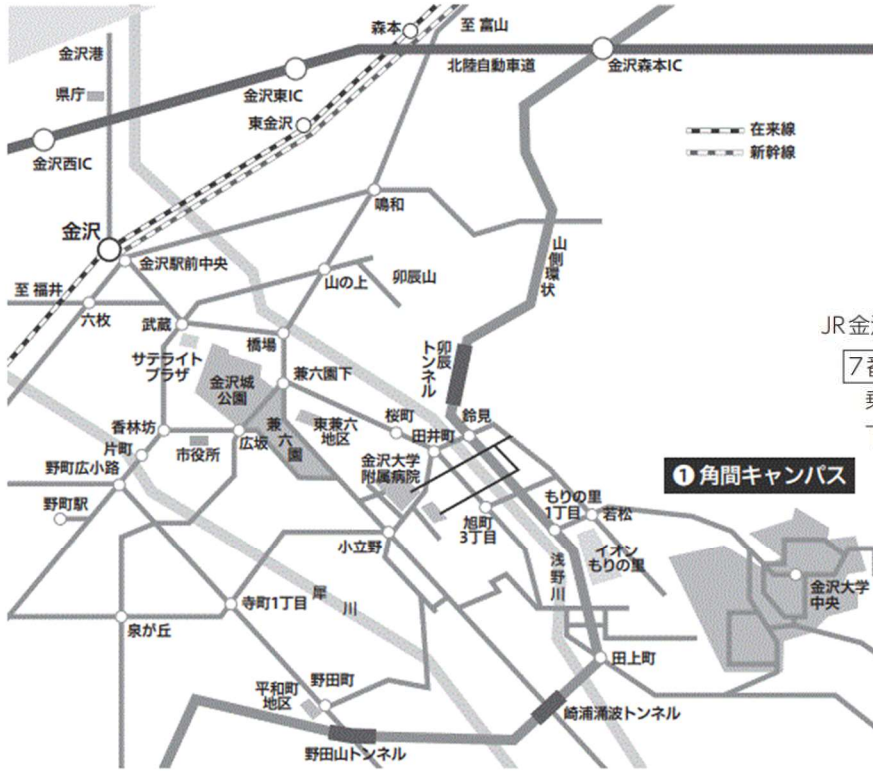 森本
至 富山
金沢港
北陸自動車道
金沢森本IC
県庁
金沢東IC
東金沢
在来線
新幹線
金沢西IC
鳴和
金沢
金沢駅前中央
山側環状
至 福井
山の上
卯辰山
六枚
武蔵
橋場
卯辰
トンネル
JR金
7
サテライト
プラザ
金沢城
公園
兼六園下
香林坊
片町
市役所
広坂
兼六園
東兼六
地区
桜町
田井町
鈴見
野町広小路
金沢大学
附属病院
❶ 角間キャンパス
野町駅
旭町
3丁目
もりの里
1丁目
若松
小立野
浅野川
イオン
もりの里
金沢大学
中央
寺町1丁目
犀川
泉が丘
田上町
平和町
地区
野田町
崎浦涌波トンネル
野田山トンネル